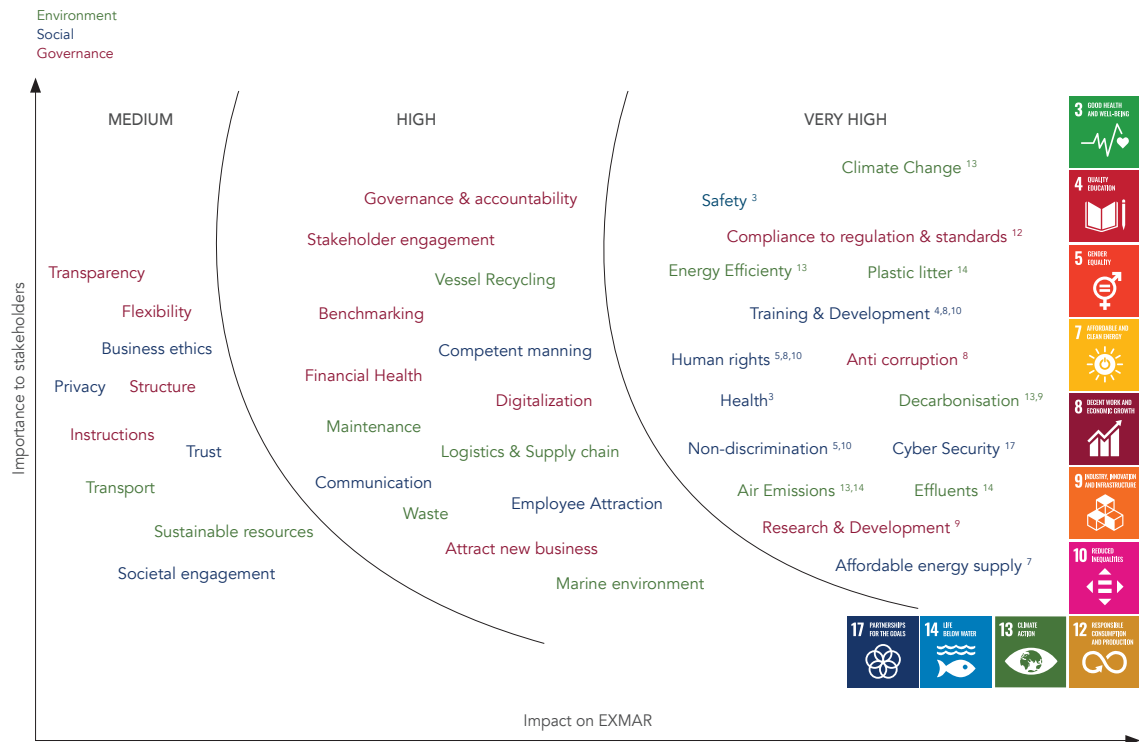 Environment
Social
Governance
MEDIUM
HIGH
VERY HIGH
Importance to stakeholders
Transparency
Flexibility
Business ethics
Privacy
Structure
Instructions
Trust
Transport
Sustainable resources
Societal engagement
Governance & accountability
Stakeholder engagement
Vessel Recycling
Benchmarking
Competent manning
Financial Health
Digitalization
Maintenance
Logistics & Supply chain
Communication
Employee Attraction
Waste
Attract new business
Marine environment
Climate Change 13
Safety 3
Compliance to regulation & standards 12
Energy Efficiency 13
Plastic litter 14
Training & Development 4,8,10
Human rights 5,8,10
Anti corruption 8
Health3
Decarbonisation 13,9
Non-discrimination 5,10
Cyber Security 17
Air Emissions 13,14
Effluents 14
Research & Development 9
Affordable energy supply 7
3 GOOD HEALTH
AND WELL-BEING
4 QUALITY
EDUCATION
5 GENDER
EQUALITY
7 AFFORDABLE AND
CLEAN ENERGY
8 DECENT WORK AND
ECONOMIC GROWTH
9 INDUSTRY, INNOVATION
AND INFRASTRUCTURE
10 REDUCED
INEQUALITIES
17 PARTNERSHIPS
FOR THE GOALS
14 LIFE
BELOW WATER
13 CLIMATE
ACTION
12 RESPONSIBLE
CONSUMPTION
AND PRODUCTION
Impact on EXMAR